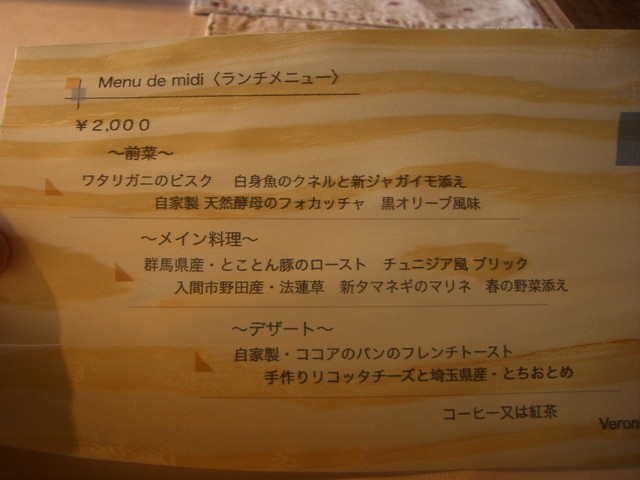 Menu de midi〈ランチメニュー〉
￥2,000
～前菜～
ワタリガニのビスク　白身魚のクネルと新ジャガイモ添え
自家製 天然酵母のフォカッチャ　黒オリーブ風味
～メイン料理～
群馬県産・とことん豚のロースト　チュニジア風 ブリック
入間市野田産・法蓮草　新タマネギのマリネ　春の野菜添え
～デザート～
自家製・ココアのパンのフレンチトースト
手作りリコッタチーズと埼玉県産・とちおとめ
コーヒー又は紅茶